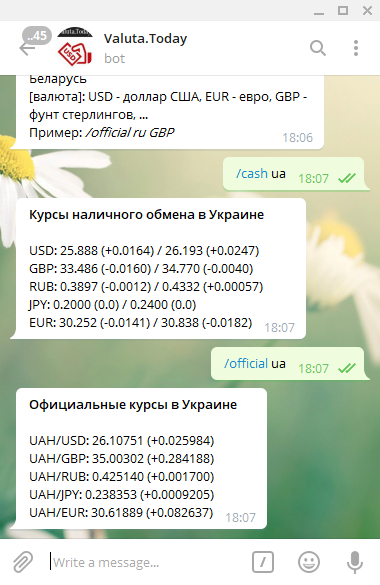 ..45
Valuta.Today
USD
Valuta.Today
bot
Беларусь
[валюта]: USD - доллар США, EUR - евро, GBP -
фунт стерлингов, ...
Пример: /official ru GBP
18:06
/cash ua
18:07
Курсы наличного обмена в Украине
USD: 25.888 (+0.0164) / 26.193 (+0.0247)
GBP: 33.486 (-0.0160) / 34.770 (-0.0040)
RUB: 0.3897 (-0.0012) / 0.4332 (+0.00057)
JPY: 0.2000 (0.0) / 0.2400 (0.0)
EUR: 30.252 (-0.0141) / 30.838 (-0.0182)
18:07
/official ua
18:07
Официальные курсы в Украине
UAH/USD: 26.10751 (+0.025984)
UAH/GBP: 35.00302 (+0.284188)
UAH/RUB: 0.425140 (+0.001700)
UAH/JPY: 0.238353 (+0.0009205)
UAH/EUR: 30.61889 (+0.082637)
18:07
Write a message...
/